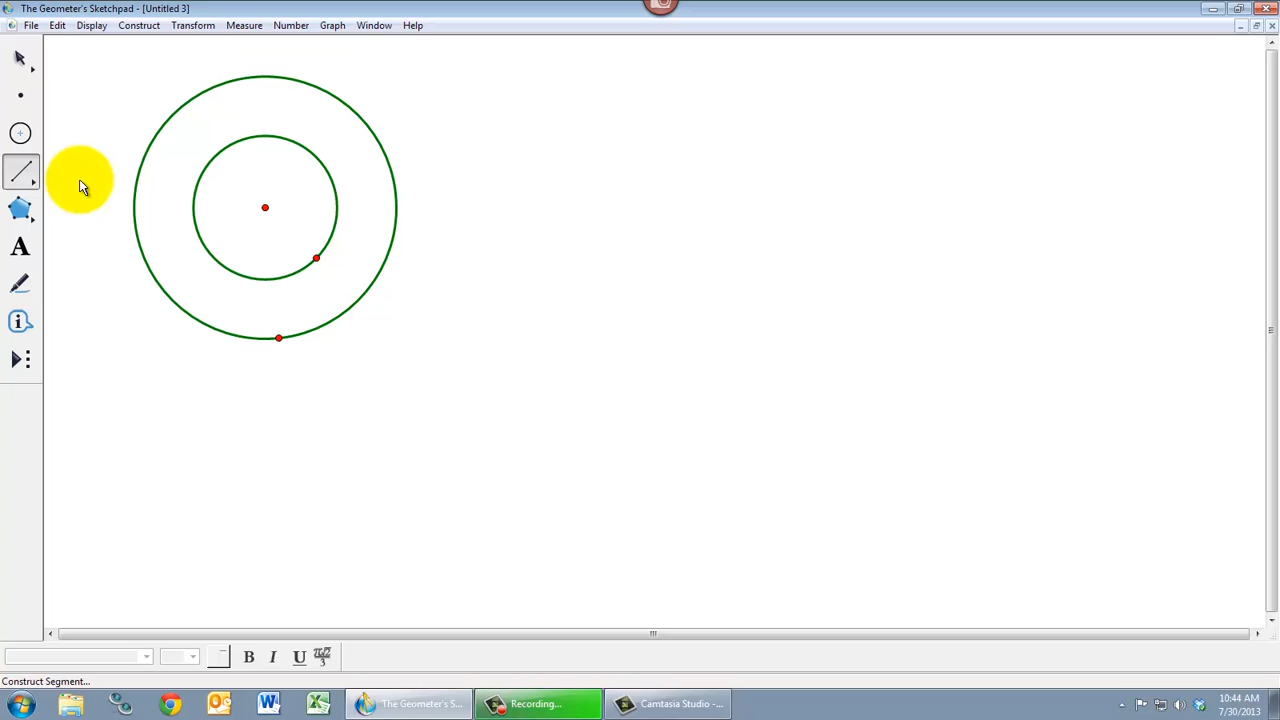 The Geometer's Sketchpad - [Untitled 3]
File Edit Display Construct Transform Measure Number Graph Window Help
A
i
B I U
Construct Segment...
The Geometer's S... Recording... Camtasia Studio -... 10:44 AM
7/30/2013